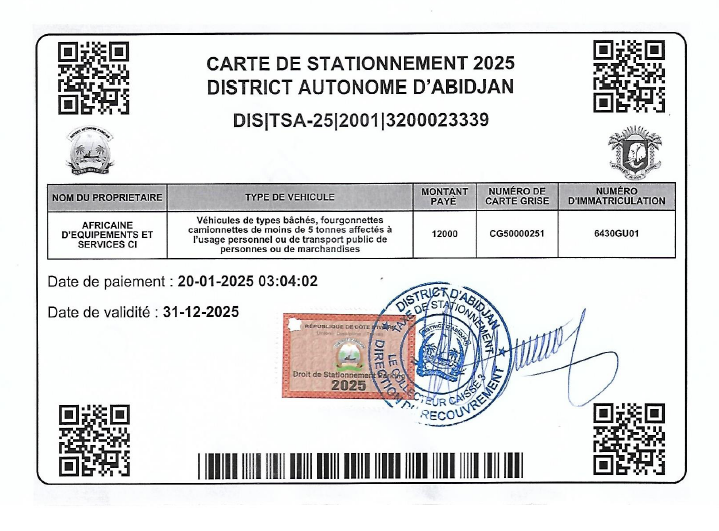 CARTE DE STATIONNEMENT 2025
DISTRICT AUTONOME D'ABIDJAN
DIS|TSA-25|2001|3200023339
NOM DU PROPRIETAIRE
TYPE DE VEHICULE
MONTANT
PAYÉ
NUMÉRO DE
CARTE GRISE
NUMÉRO
D'IMMATRICULATION
AFRICAINE
D'EQUIPEMENTS ET
SERVICES CI
Véhicules de types bâchés, fourgonnettes
camionnettes de moins de 5 tonnes affectés à
l'usage personnel ou de transport public de
personnes ou de marchandises
12000
CG50000251
6430GU01
Date de paiement : 20-01-2025 03:04:02
Date de validité : 31-12-2025
RÉPUBLIQUE DE CÔTE D'IVOIRE
Droit de Stationnement
2025
DISTRICT D'ABIDJAN
TAXE DE STATIONNEMENT
LE COLLECTEUR CAISSE 3
DIRECTION DU RECOUVREMENT